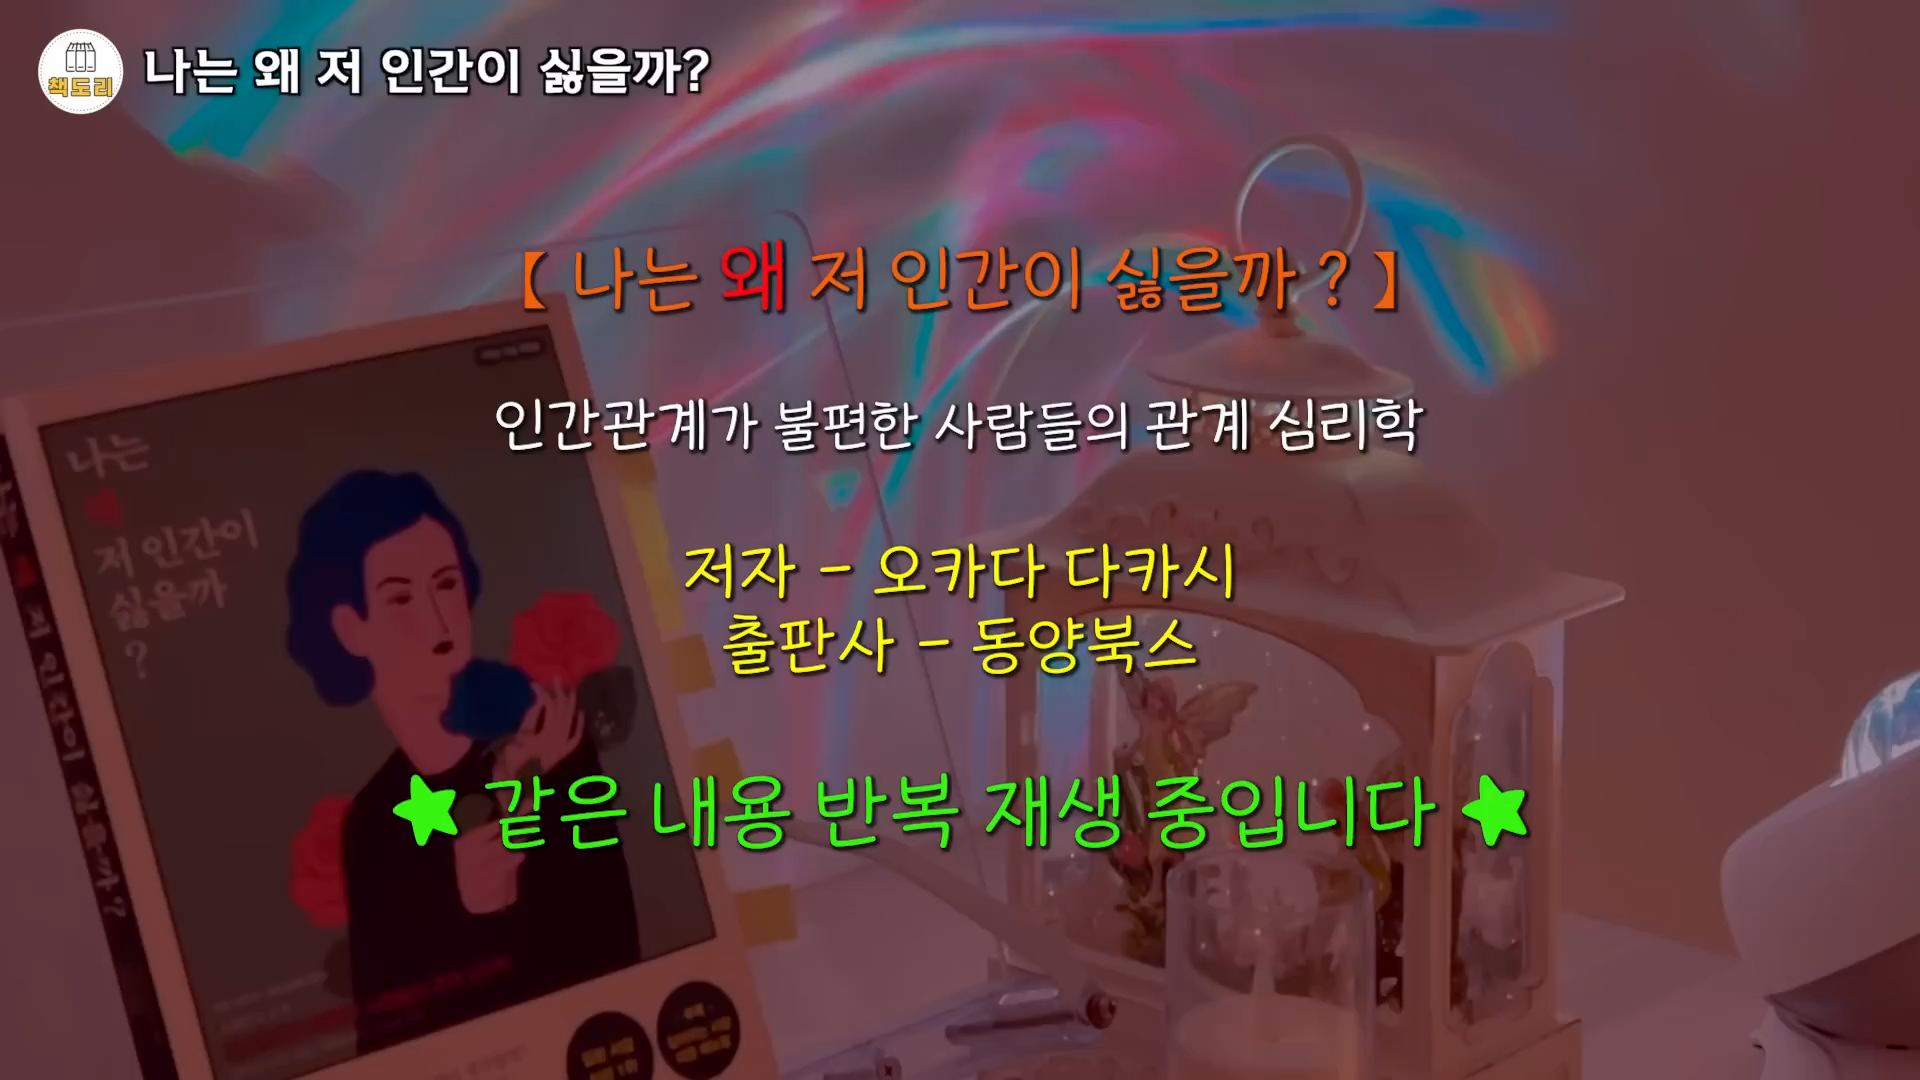 책도리
나는 왜 저 인간이 싫을까?
【 나는 왜 저 인간이 싫을까 ? 】
인간관계가 불편한 사람들의 관계 심리학
저자 - 오카다 다카시
출판사 - 동양북스
★ 같은 내용 반복 재생 중입니다 ★
나는
왜
저 인간이
싫을까
?